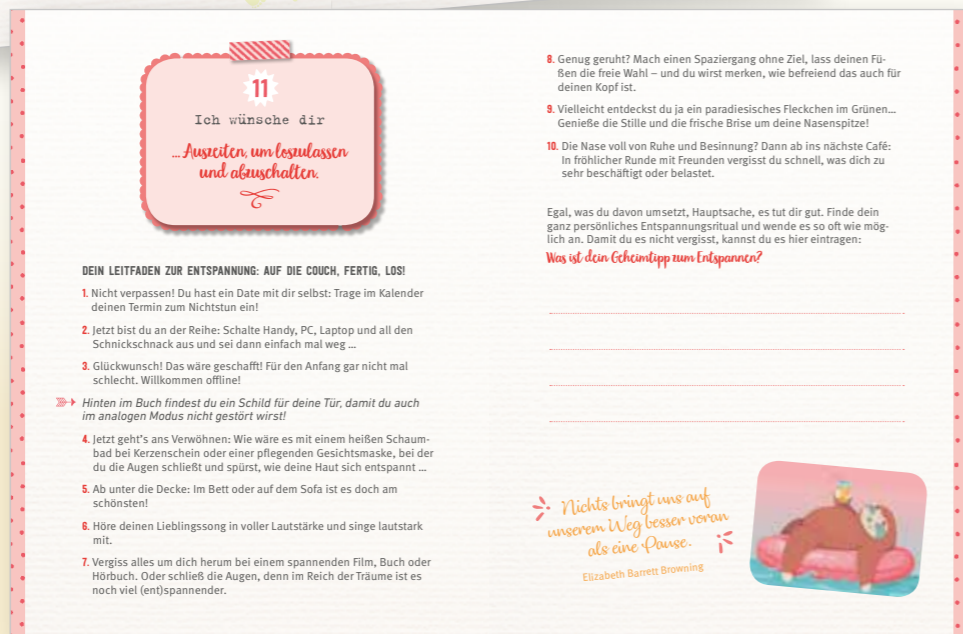 11
Ich wünsche dir
... Auszeiten, um loszulassen
und abzuschalten.
DEIN LEITFADEN ZUR ENTSPANNUNG: AUF DIE COUCH, FERTIG, LOS!
1. Nicht verpassen! Du hast ein Date mit dir selbst: Trage im Kalender
deinen Termin zum Nichtstun ein!
2. Jetzt bist du an der Reihe: Schalte Handy, PC, Laptop und all den
Schnickschnack aus und sei dann einfach mal weg ...
3. Glückwunsch! Das wäre geschafft! Für den Anfang gar nicht mal
schlecht. Willkommen offline!
Hinten im Buch findest du ein Schild für deine Tür, damit du auch
im analogen Modus nicht gestört wirst!
4. Jetzt geht's ans Verwöhnen: Wie wäre es mit einem heißen Schaum-
bad bei Kerzenschein oder einer pflegenden Gesichtsmaske, bei der
du die Augen schließt und spürst, wie deine Haut sich entspannt ...
5. Ab unter die Decke: Im Bett oder auf dem Sofa ist es doch am
schönsten!
6. Höre deinen Lieblingssong in voller Lautstärke und singe lautstark
mit.
7. Vergiss alles um dich herum bei einem spannenden Film, Buch oder
Hörbuch. Oder schließ die Augen, denn im Reich der Träume ist es
noch viel (ent)spannender.
8. Genug geruht? Mach einen Spaziergang ohne Ziel, lass deinen Fü-
ßen die freie Wahl – und du wirst merken, wie befreiend das auch für
deinen Kopf ist.
9. Vielleicht entdeckst du ja ein paradiesisches Fleckchen im Grünen...
Genieße die Stille und die frische Brise um deine Nasenspitze!
10. Die Nase voll von Ruhe und Besinnung? Dann ab ins nächste Café:
In fröhlicher Runde mit Freunden vergisst du schnell, was dich zu
sehr beschäftigt oder belastet.
Egal, was du davon umsetzt, Hauptsache, es tut dir gut. Finde dein
ganz persönliches Entspannungsritual und wende es so oft wie mög-
lich an. Damit du es nicht vergisst, kannst du es hier eintragen:
Was ist dein Geheimtipp zum Entspannen?
Nichts bringt uns auf
unserem Weg besser voran
als eine Pause.
Elizabeth Barrett Browning